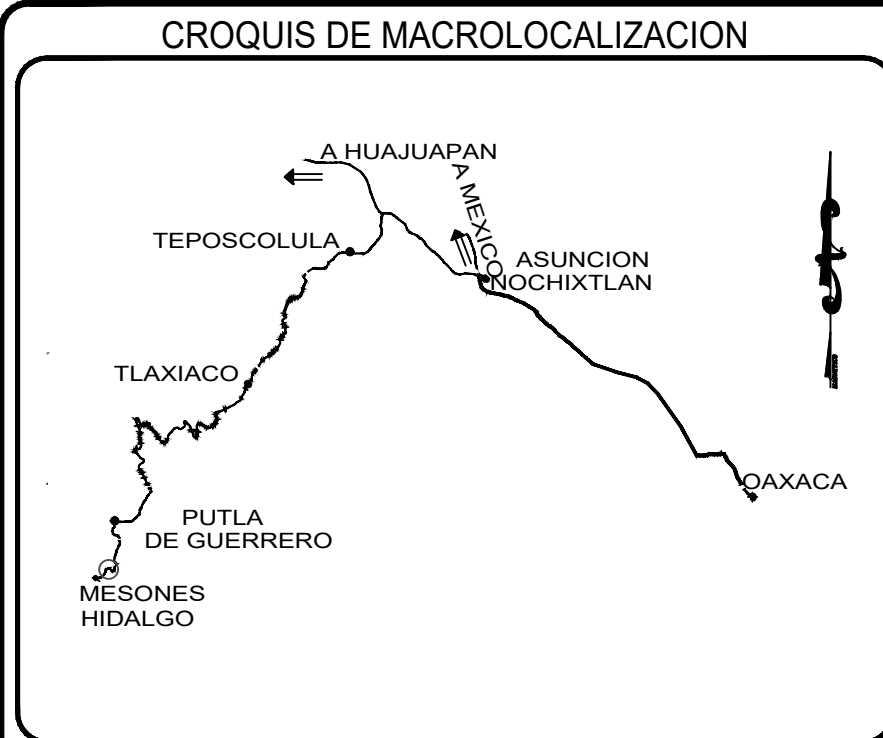 CROQUIS DE MACROLOCALIZACION
A HUAJUAPAN
A MEXICO
TEPOSCOLULA
ASUNCION
NOCHIXTLAN
TLAXIACO
OAXACA
PUTLA
DE GUERRERO
MESONES
HIDALGO